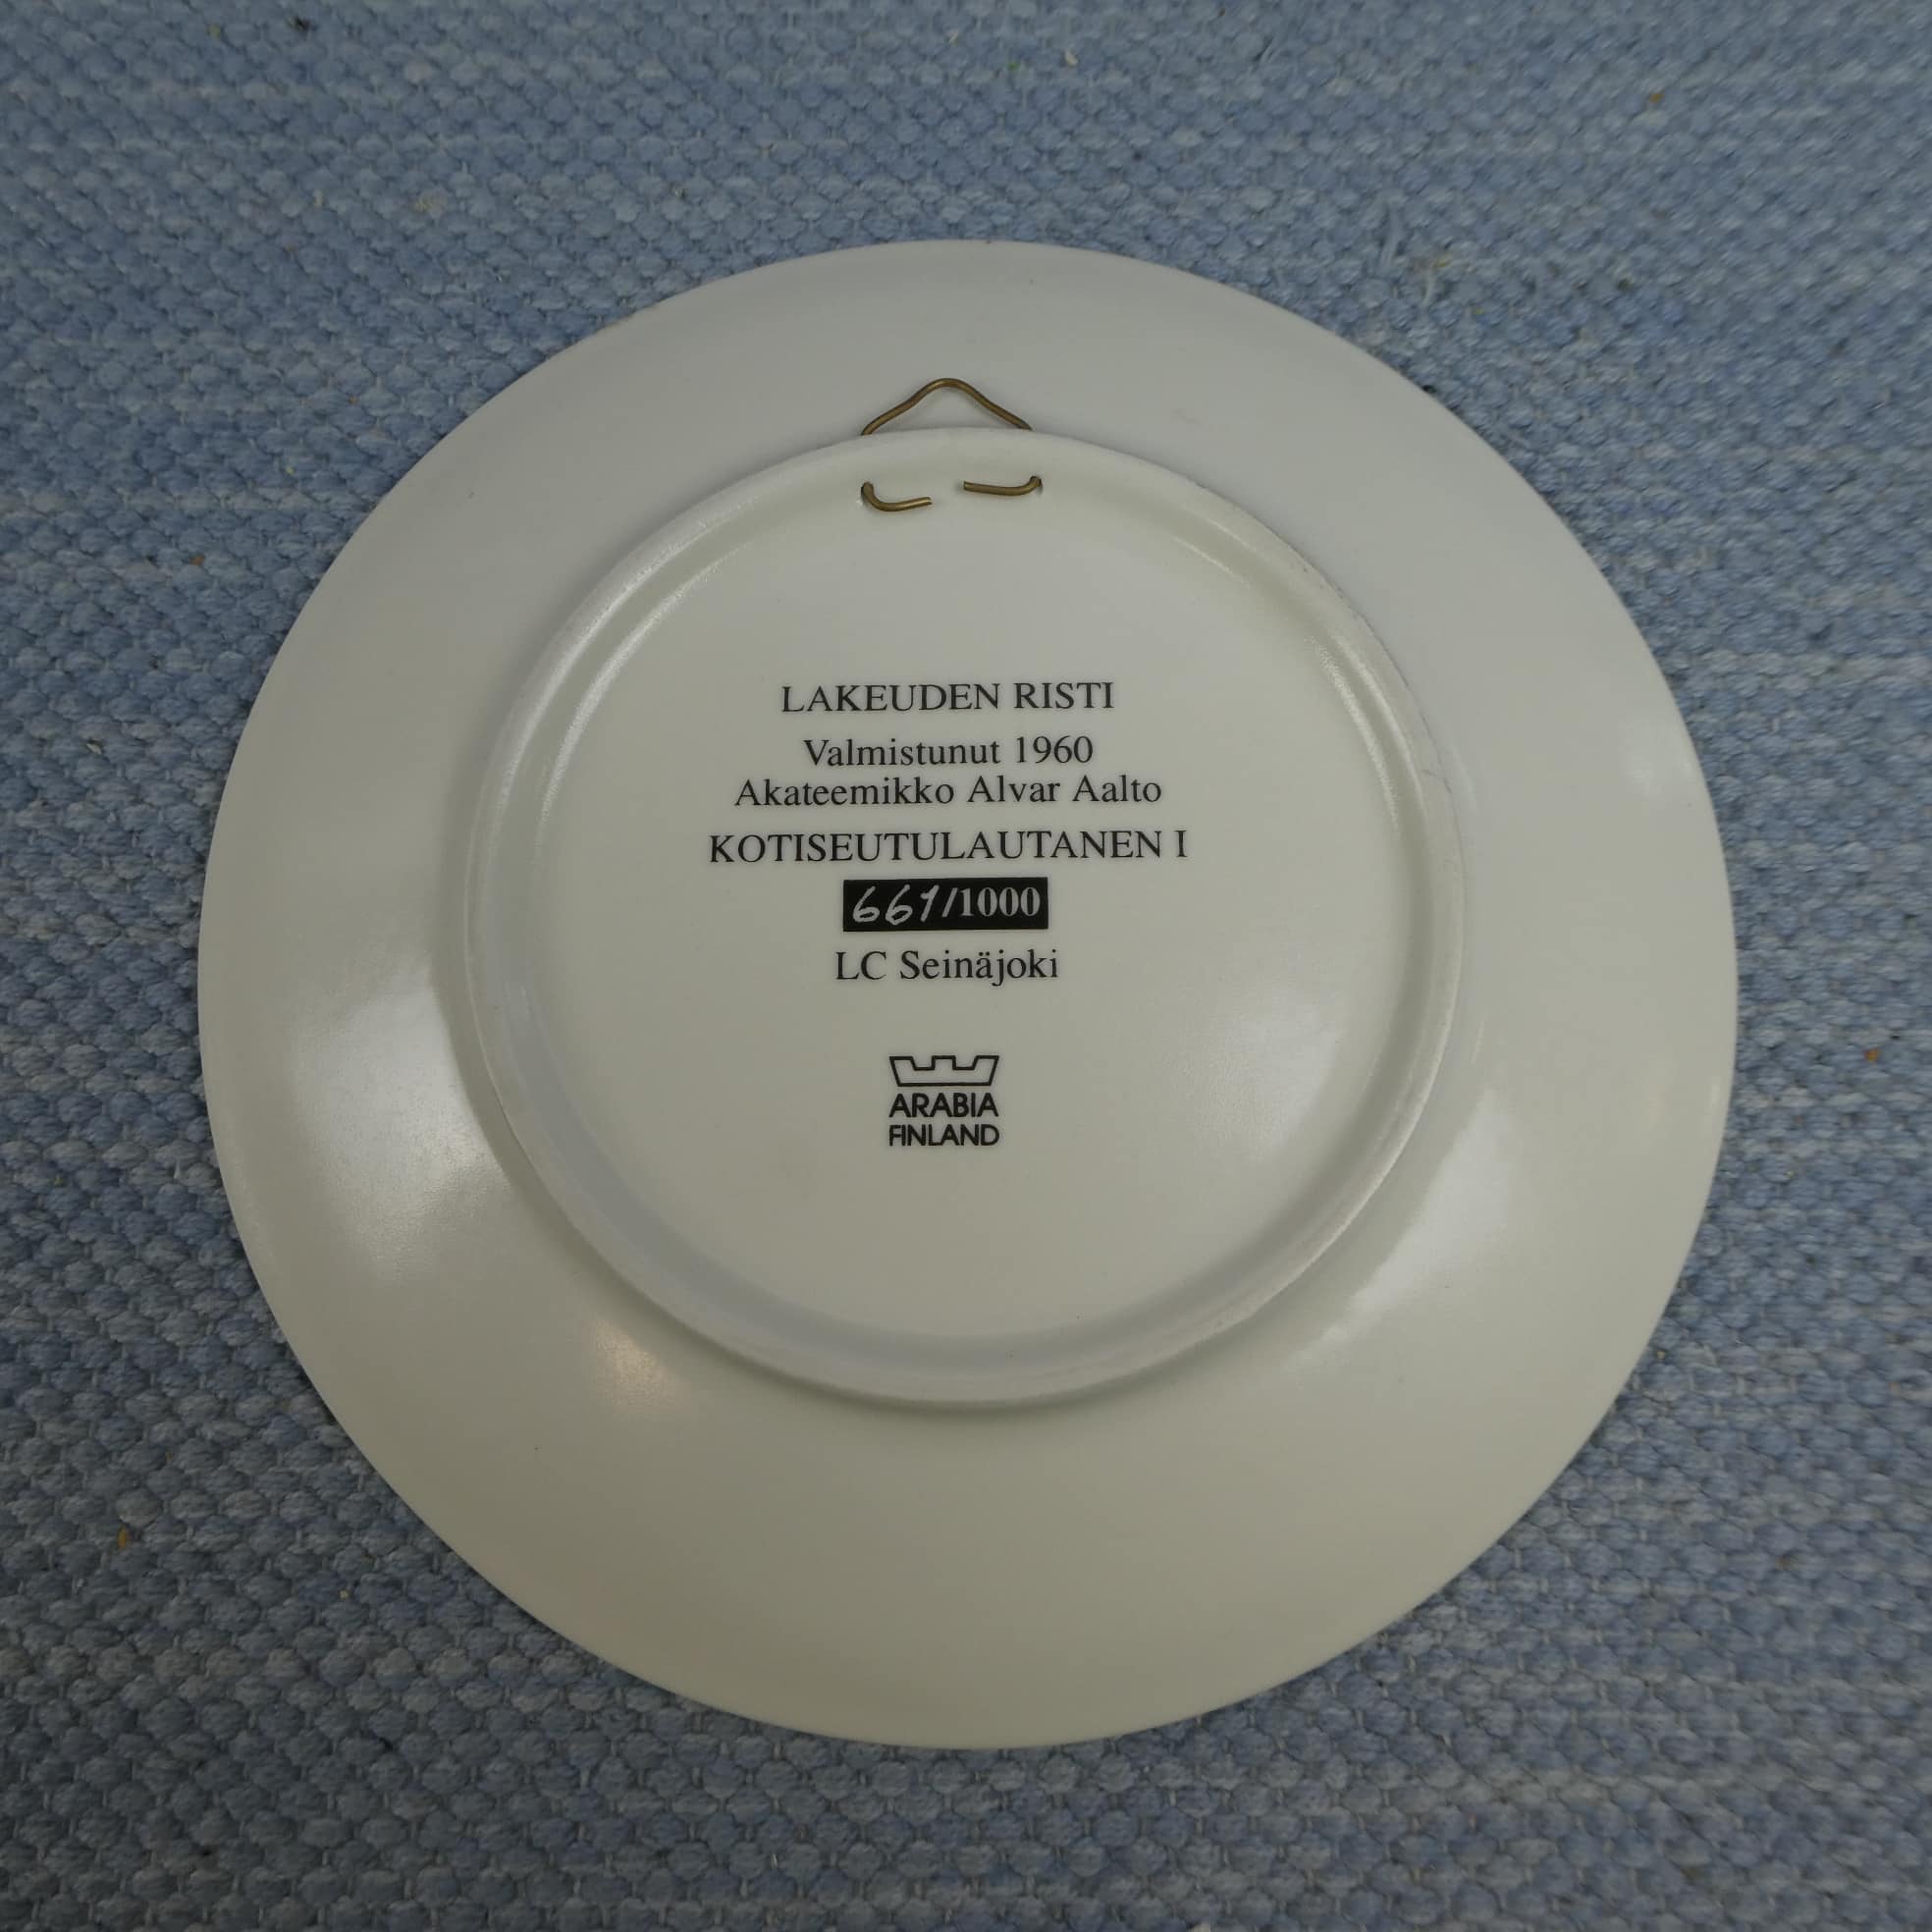 LAKEUDEN RISTI
Valmistunut 1960
Akateemikko Alvar Aalto
KOTISEUTULAUTANEN I
661/1000
LC Seinäjoki
ARABIA
FINLAND